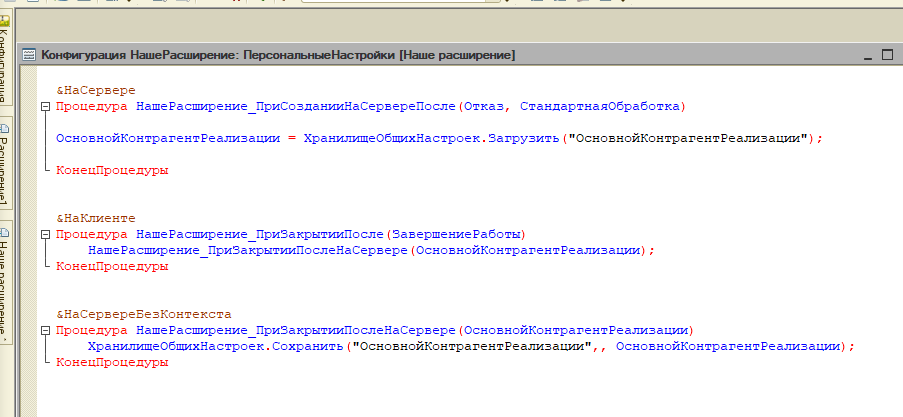 Конфигурация НашеРасширение: ПерсональныеНастройки [Наше расширение]
&НаСервере
Процедура НашеРасширение_ПриСозданииНаСервереПосле(Отказ, СтандартнаяОбработка)
ОсновнойКонтрагентРеализации = ХранилищеОбщихНастроек.Загрузить("ОсновнойКонтрагентРеализации");
КонецПроцедуры
&НаКлиенте
Процедура НашеРасширение_ПриЗакрытииПосле(ЗавершениеРаботы)
НашеРасширение_ПриЗакрытииПослеНаСервере(ОсновнойКонтрагентРеализации);
КонецПроцедуры
&НаСервереБезКонтекста
Процедура НашеРасширение_ПриЗакрытииПослеНаСервере(ОсновнойКонтрагентРеализации)
ХранилищеОбщихНастроек.Сохранить("ОсновнойКонтрагентРеализации",, ОсновнойКонтрагентРеализации);
КонецПроцедуры
Конфигурация
Расширение1
Наше расширение